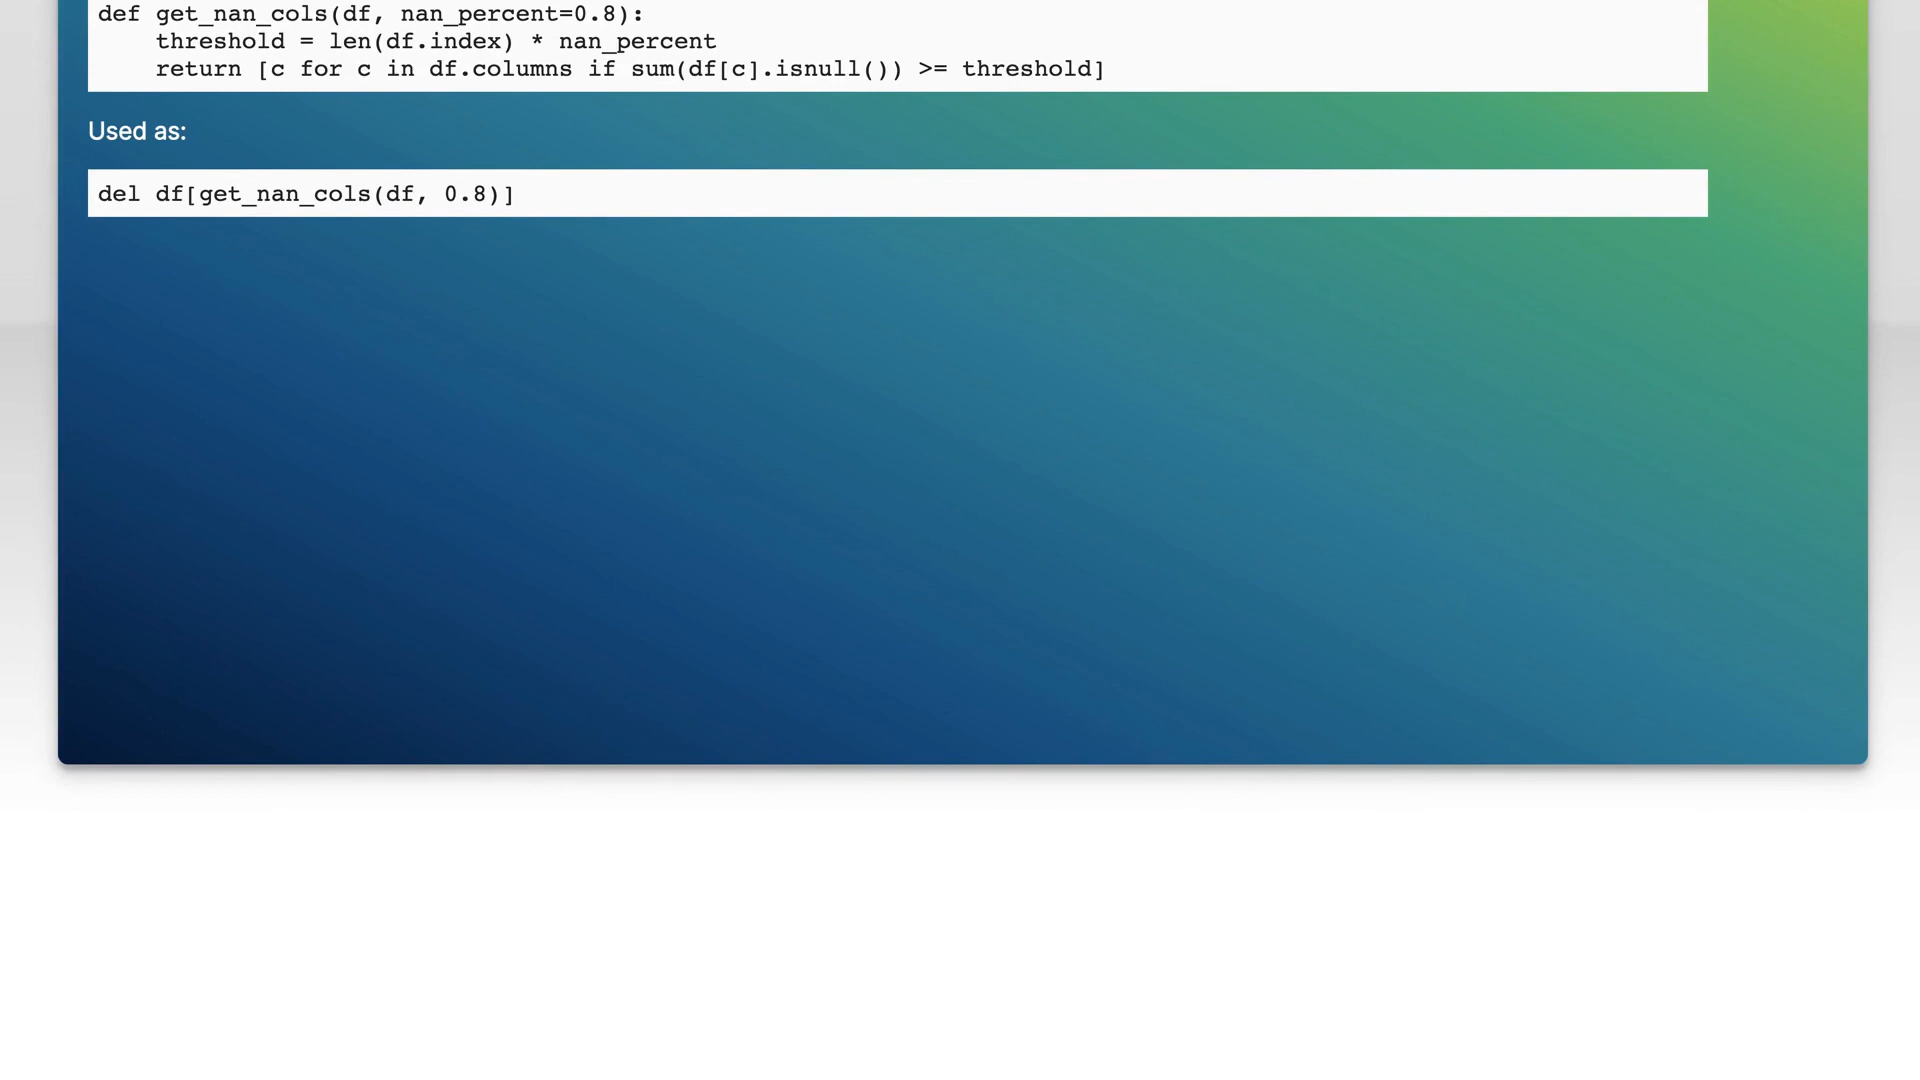 def get_nan_cols(df, nan_percent=0.8):
    threshold = len(df.index) * nan_percent
    return [c for c in df.columns if sum(df[c].isnull()) >= threshold]
Used as:
del df[get_nan_cols(df, 0.8)]